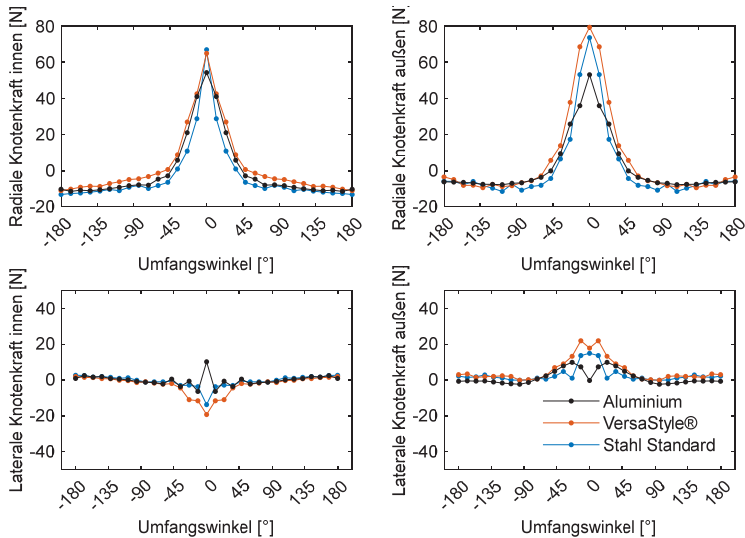 Radiale Knotenkraft innen [N]
80
60
40
20
0
-20
-180 -135 -90 -45 0 45 90 135 180
Umfangswinkel [°]
Radiale Knotenkraft außen [N]
80
60
40
20
0
-20
-180 -135 -90 -45 0 45 90 135 180
Umfangswinkel [°]
Laterale Knotenkraft innen [N]
40
20
0
-20
-40
-180 -135 -90 -45 0 45 90 135 180
Umfangswinkel [°]
Laterale Knotenkraft außen [N]
40
20
0
-20
-40
Aluminium
VersaStyle®
Stahl Standard
-180 -135 -90 -45 0 45 90 135 180
Umfangswinkel [°]